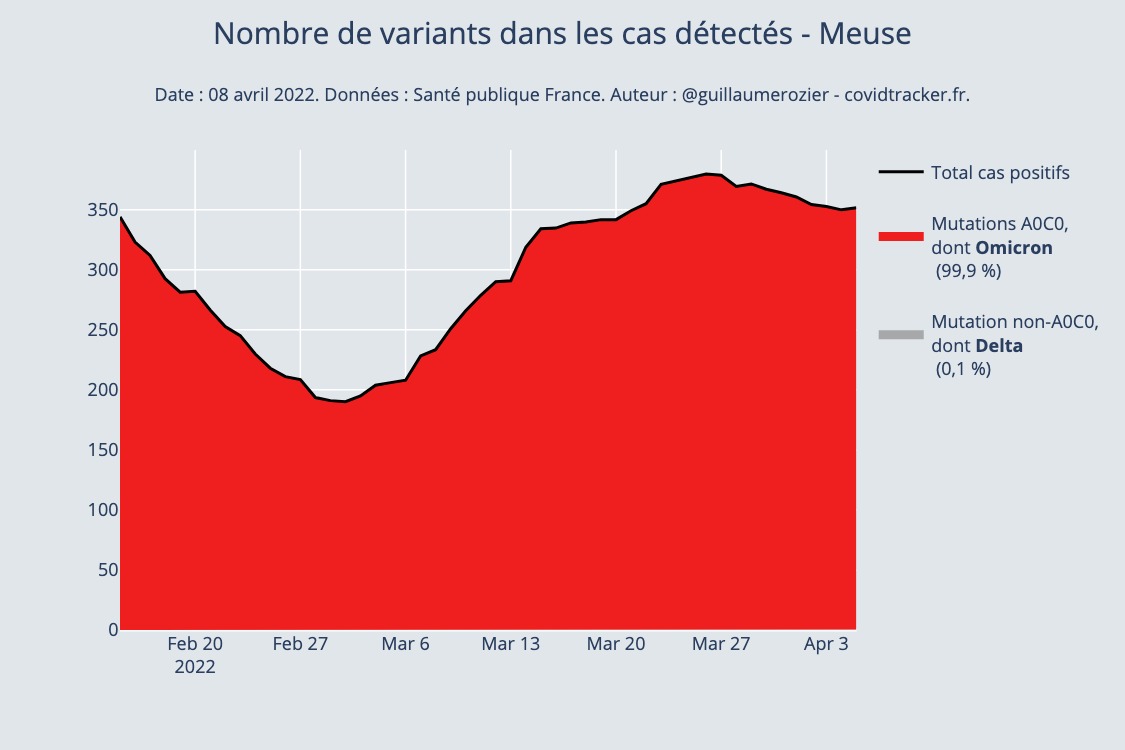 Nombre de variants dans les cas détectés - Meuse
Date : 08 avril 2022. Données : Santé publique France. Auteur : @guillaumerozier - covidtracker.fr.
Total cas positifs
Mutations A0C0,
dont Omicron
(99,9 %)
Mutation non-A0C0,
dont Delta
(0,1 %)
350
300
250
200
150
100
50
0
Feb 20
2022
Feb 27
Mar 6
Mar 13
Mar 20
Mar 27
Apr 3